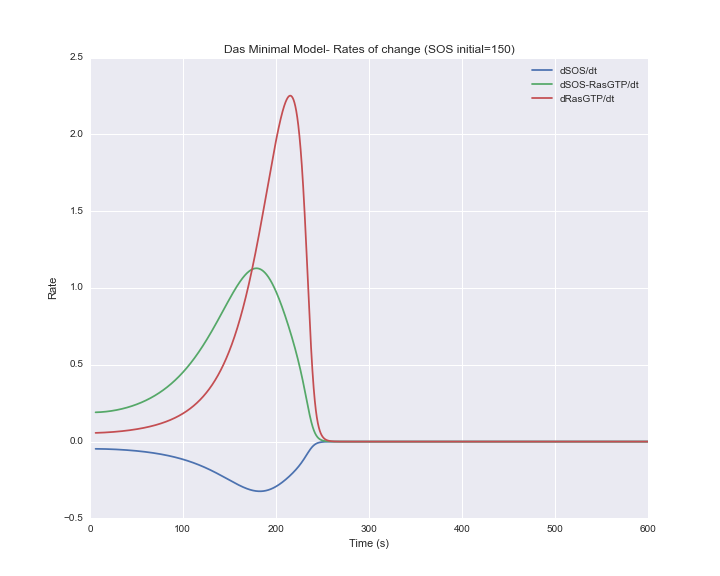 Das Minimal Model- Rates of change (SOS initial=150)
2.5
2.0
1.5
1.0
0.5
0.0
−0.5
Rate
dSOS/dt
dSOS-RasGTP/dt
dRasGTP/dt
0
100
200
300
400
500
600
Time (s)